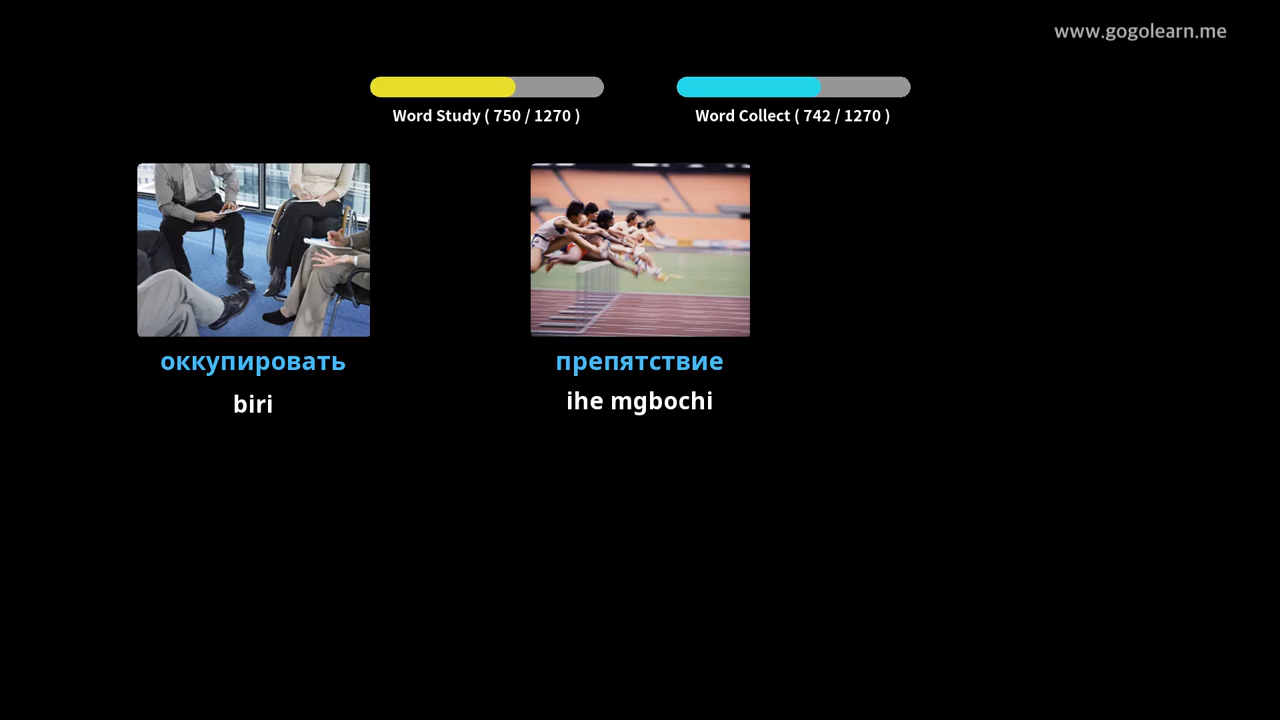 www.gogolearn.me
Word Study ( 750 / 1270 )
Word Collect ( 742 / 1270 )
оккупировать
biri
препятствие
ihe mgbochi